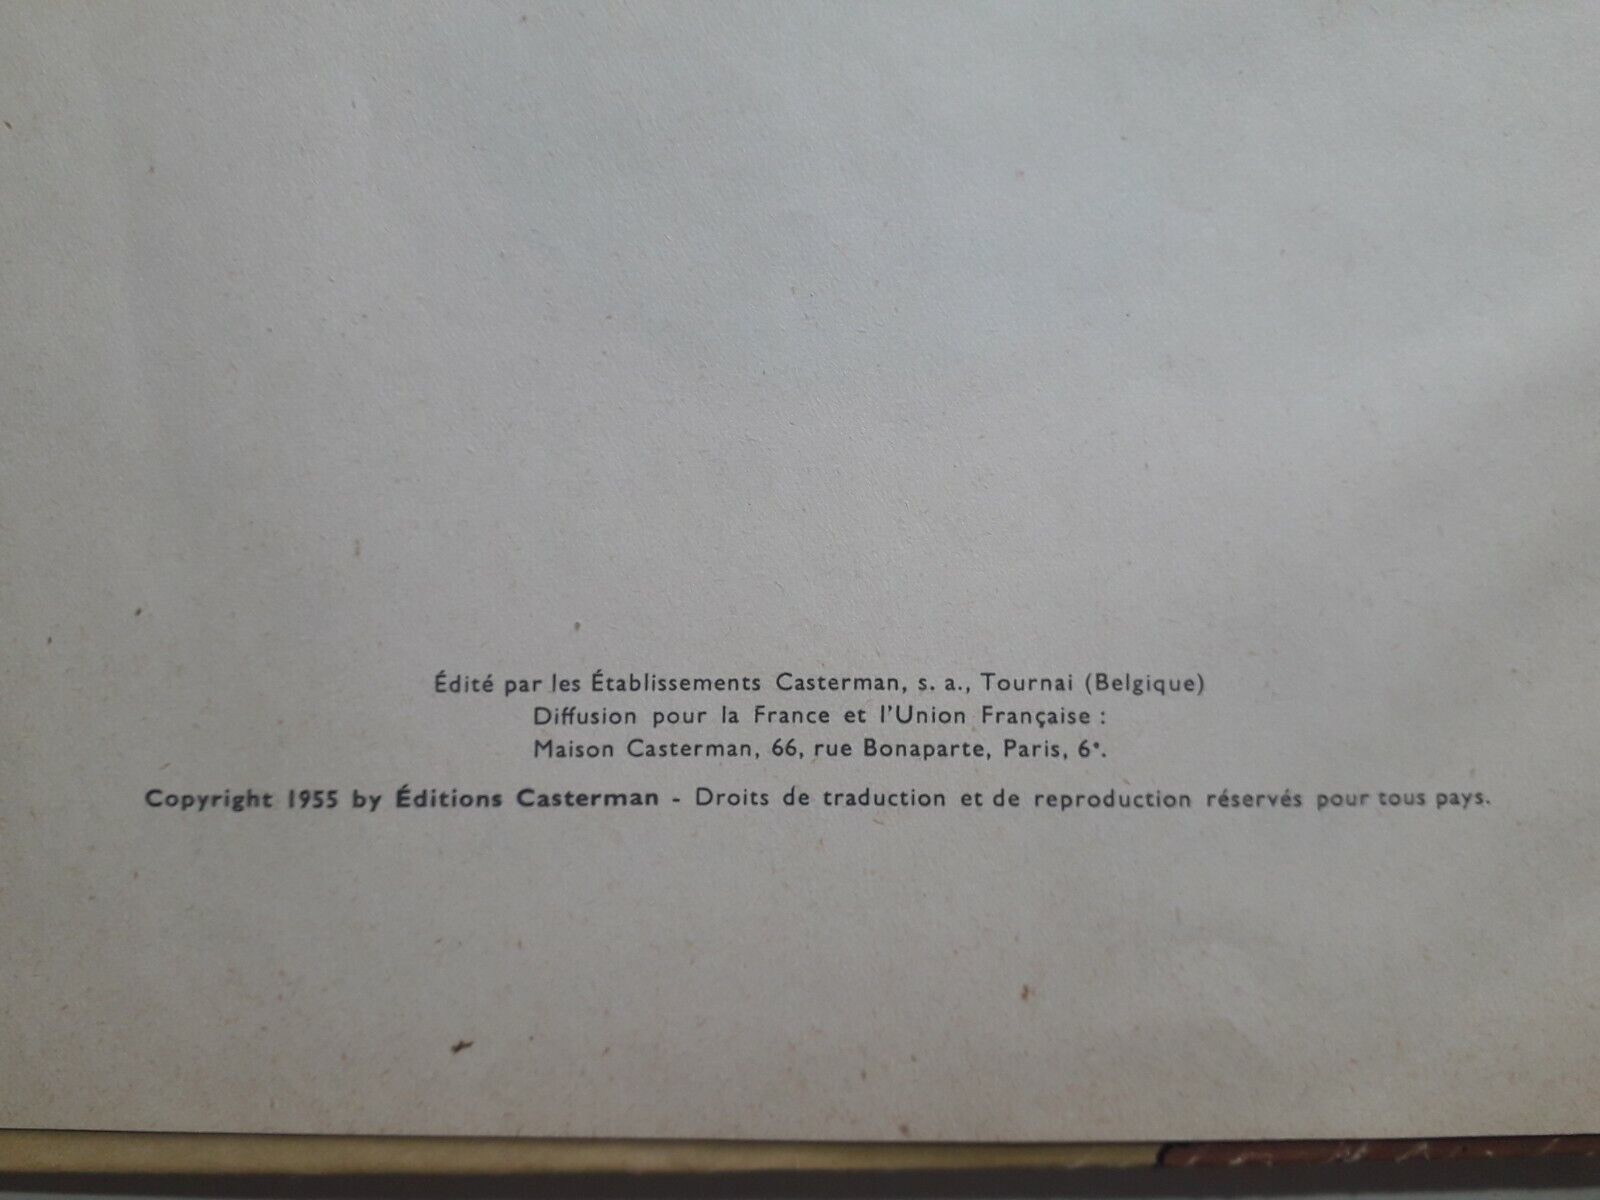 Édité par les Établissements Casterman, s. a., Tournai (Belgique)
Diffusion pour la France et l'Union Française :
Maison Casterman, 66, rue Bonaparte, Paris, 6e.
Copyright 1955 by Éditions Casterman - Droits de traduction et de reproduction réservés pour tous pays.